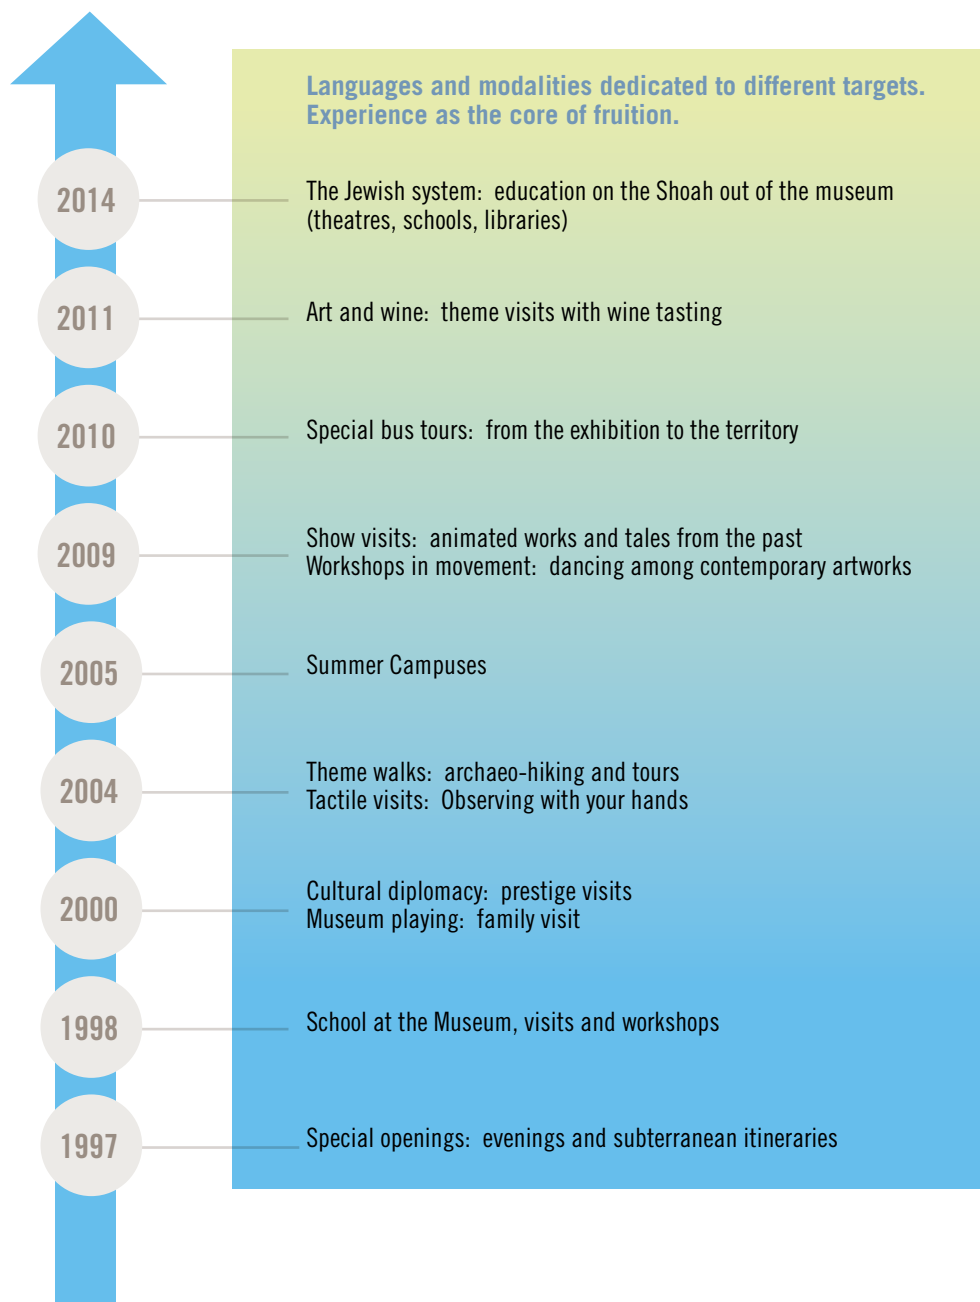 Languages and modalities dedicated to different targets.
Experience as the core of fruition.
2014
The Jewish system: education on the Shoah out of the museum
(theatres, schools, libraries)
2011
Art and wine: theme visits with wine tasting
2010
Special bus tours: from the exhibition to the territory
2009
Show visits: animated works and tales from the past
Workshops in movement: dancing among contemporary artworks
2005
Summer Campuses
2004
Theme walks: archaeo-hiking and tours
Tactile visits: Observing with your hands
2000
Cultural diplomacy: prestige visits
Museum playing: family visit
1998
School at the Museum, visits and workshops
1997
Special openings: evenings and subterranean itineraries